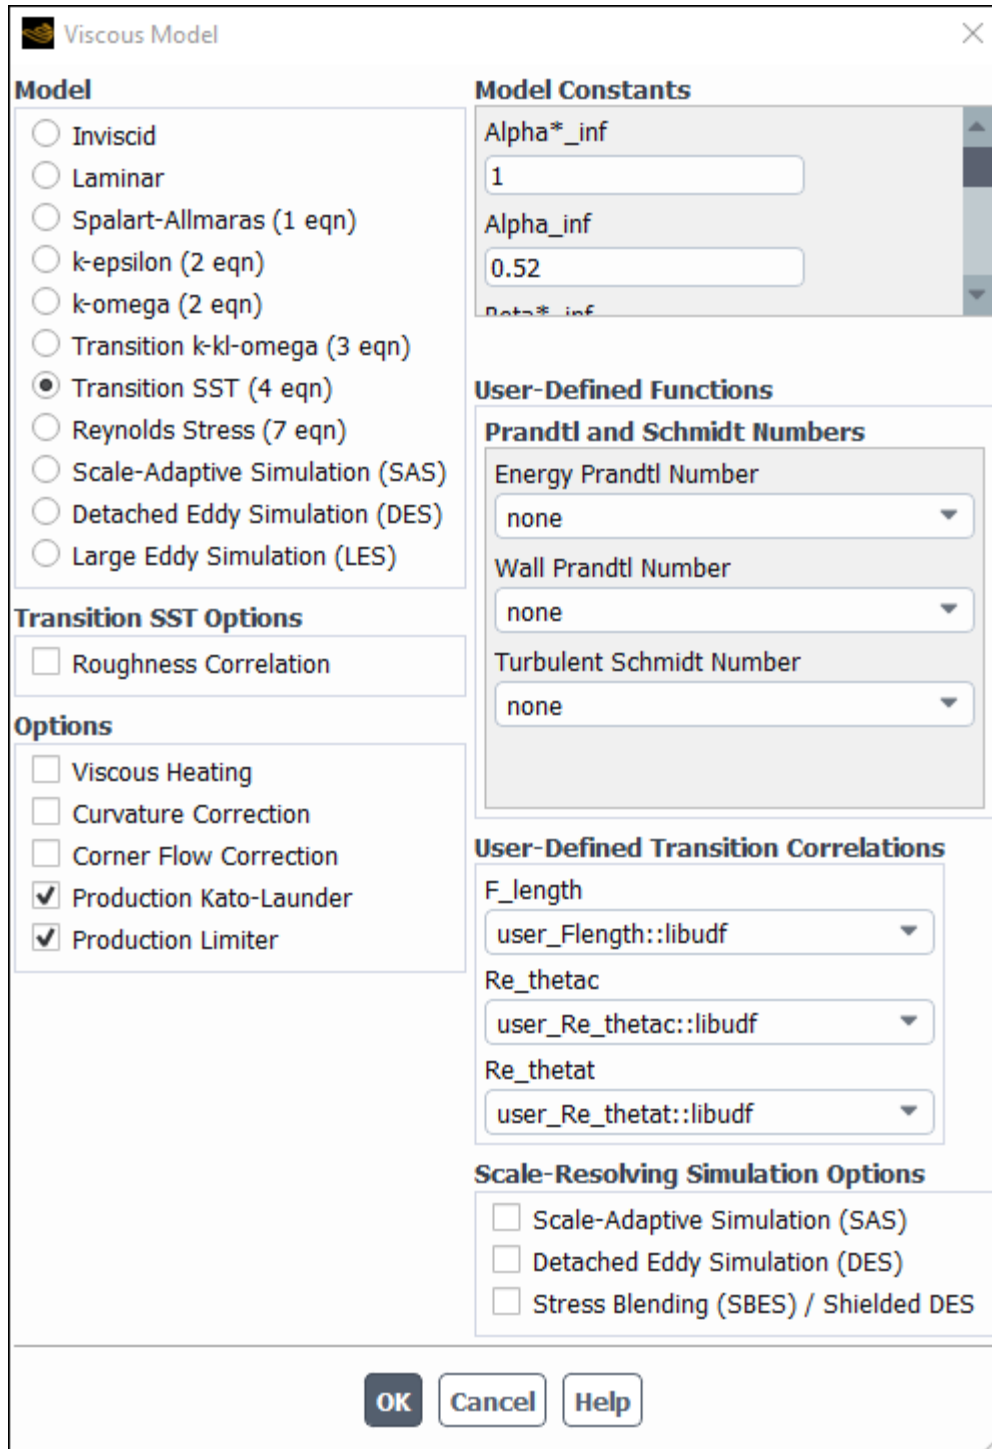 Viscous Model
Model
Inviscid
Laminar
Spalart-Allmaras (1 eqn)
k-epsilon (2 eqn)
k-omega (2 eqn)
Transition k-kl-omega (3 eqn)
Transition SST (4 eqn)
Reynolds Stress (7 eqn)
Scale-Adaptive Simulation (SAS)
Detached Eddy Simulation (DES)
Large Eddy Simulation (LES)
Transition SST Options
Roughness Correlation
Options
Viscous Heating
Curvature Correction
Corner Flow Correction
Production Kato-Launder
Production Limiter
Model Constants
Alpha*_inf
1
Alpha_inf
0.52
Beta*_inf
User-Defined Functions
Prandtl and Schmidt Numbers
Energy Prandtl Number
none
Wall Prandtl Number
none
Turbulent Schmidt Number
none
User-Defined Transition Correlations
F_length
user_Flength::libudf
Re_thetac
user_Re_thetac::libudf
Re_thetat
user_Re_thetat::libudf
Scale-Resolving Simulation Options
Scale-Adaptive Simulation (SAS)
Detached Eddy Simulation (DES)
Stress Blending (SBES) / Shielded DES
OK
Cancel
Help